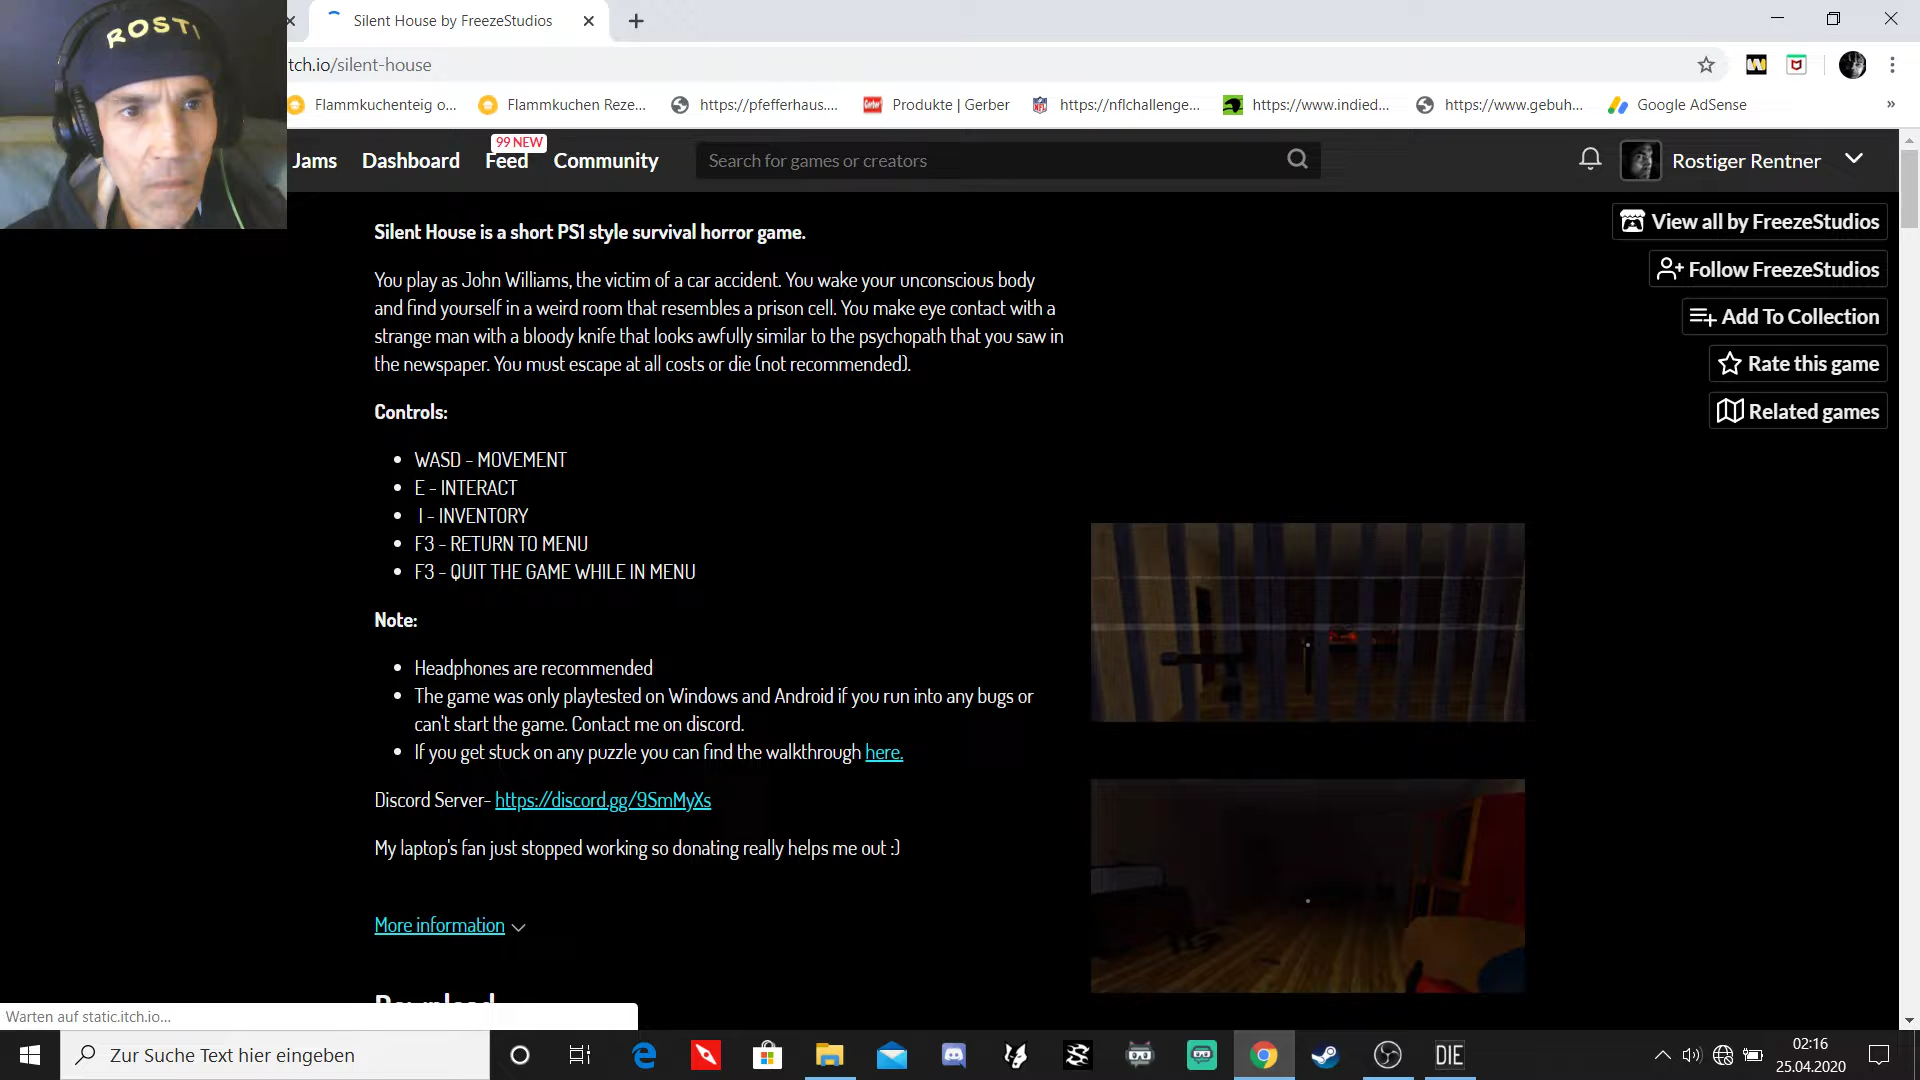 ROSTI
Silent House by FreezeStudios
tch.io/silent-house
Flammkuchenteig o...
Flammkuchen Reze...
https://pfefferhaus....
Produkte | Gerber
https://nflchallenge...
https://www.indied...
https://www.gebuh...
Google AdSense
Jams
Dashboard
99 NEW
Feed
Community
Search for games or creators
Rostiger Rentner
View all by FreezeStudios
Follow FreezeStudios
Add To Collection
Rate this game
Related games
Silent House is a short PS1 style survival horror game.
You play as John Williams, the victim of a car accident. You wake your unconscious body
and find yourself in a weird room that resembles a prison cell. You make eye contact with a
strange man with a bloody knife that looks awfully similar to the psychopath that you saw in
the newspaper. You must escape at all costs or die (not recommended).
Controls:
WASD - MOVEMENT
E - INTERACT
I - INVENTORY
F3 - RETURN TO MENU
F3 - QUIT THE GAME WHILE IN MENU
Note:
Headphones are recommended
The game was only playtested on Windows and Android if you run into any bugs or
can't start the game. Contact me on discord.
If you get stuck on any puzzle you can find the walkthrough here.
Discord Server- https://discord.gg/9SmMyXs
My laptop's fan just stopped working so donating really helps me out :)
More information
Download
Warten auf static.itch.io...
Zur Suche Text hier eingeben
DIE
02:16
25.04.2020